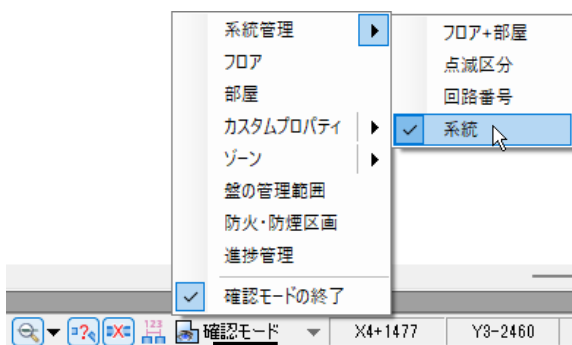 系統管理
フロア
部屋
カスタムプロパティ
ゾーン
盤の管理範囲
防火・防煙区画
進捗管理
確認モードの終了
フロア+部屋
点滅区分
回路番号
系統
=?
=X=
123
確認モード
X4+1477
Y3-2460